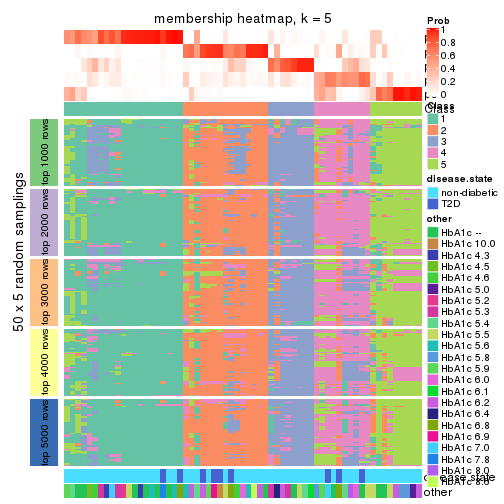 membership heatmap, k = 5
Prob
1
0.8
0.6
0.4
0.2
0
Class
Class
1
2
3
4
5
disease.state
non-diabetic
T2D
other
HbA1c --
HbA1c 10.0
HbA1c 4.3
HbA1c 4.5
HbA1c 4.6
HbA1c 5.0
HbA1c 5.2
HbA1c 5.3
HbA1c 5.4
HbA1c 5.5
HbA1c 5.6
HbA1c 5.8
HbA1c 5.9
HbA1c 6.0
HbA1c 6.1
HbA1c 6.2
HbA1c 6.4
HbA1c 6.8
HbA1c 6.9
HbA1c 7.0
HbA1c 7.8
HbA1c 8.0
50 x 5 random samplings
top 1000 rows
top 2000 rows
top 3000 rows
top 4000 rows
top 5000 rows
ease.state
other